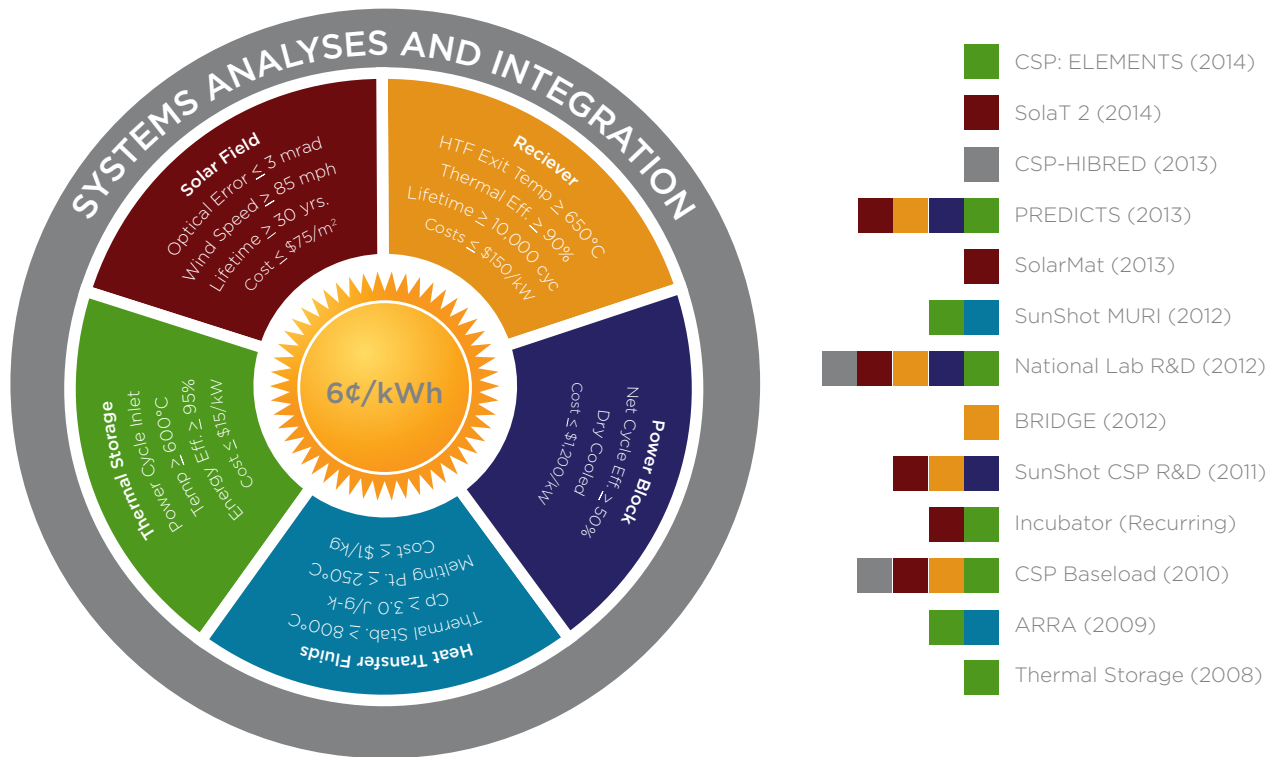 SYSTEMS ANALYSES AND INTEGRATION
Solar Field
Optical Error ≤ 3 mrad
Wind Speed ≥ 85 mph
Lifetime ≥ 30 yrs.
Cost ≤ $75/m²
Reciever
HTF Exit Temp ≥ 650°C
Thermal Eff. ≥ 90%
Lifetime ≥ 10,000 cyc
Costs ≤ $150/kW
Power Block
Net Cycle Eff. ≥ 50%
Dry Cooled
Cost ≤ $1,200/kW
Heat Transfer Fluids
Thermal Stab. ≥ 800°C
Cp ≥ 3.0 J/g-k
Melting Pt. ≤ 250°C
Cost ≤ $1/kg
Thermal Storage
Power Cycle Inlet
Temp ≥ 600°C
Energy Eff. ≥ 95%
Cost ≤ $15/kW
6¢/kWh
CSP: ELEMENTS (2014)
SolaT 2 (2014)
CSP-HIBRED (2013)
PREDICTS (2013)
SolarMat (2013)
SunShot MURI (2012)
National Lab R&D (2012)
BRIDGE (2012)
SunShot CSP R&D (2011)
Incubator (Recurring)
CSP Baseload (2010)
ARRA (2009)
Thermal Storage (2008)